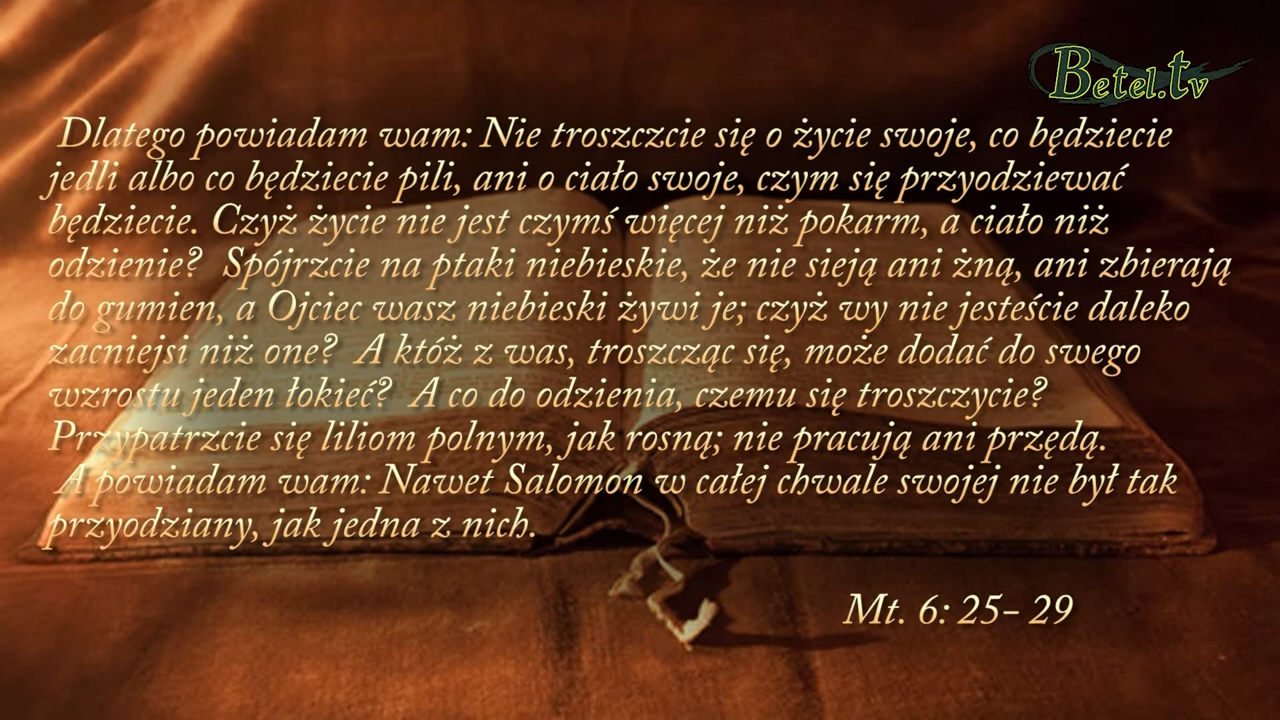 Betel.tv
Dlatego powiadam wam: Nie troszczcie się o życie swoje, co będziecie
jedli albo co będziecie pili, ani o ciało swoje, czym się przyodziewać
będziecie. Czyż życie nie jest czymś więcej niż pokarm, a ciało niż
odzienie? Spójrzcie na ptaki niebieskie, że nie sieją ani żną, ani zbierają
do gumien, a Ojciec wasz niebieski żywi je; czyż wy nie jesteście daleko
zacniejsi niż one? A któż z was, troszcząc się, może dodać do swego
wzrostu jeden łokieć? A co do odzienia, czemu się troszczycie?
Przypatrzcie się liliom polnym, jak rosną; nie pracują ani przędą.
A powiadam wam: Nawet Salomon w całej chwale swojej nie był tak
przyodziany, jak jedna z nich.
Mt. 6: 25- 29